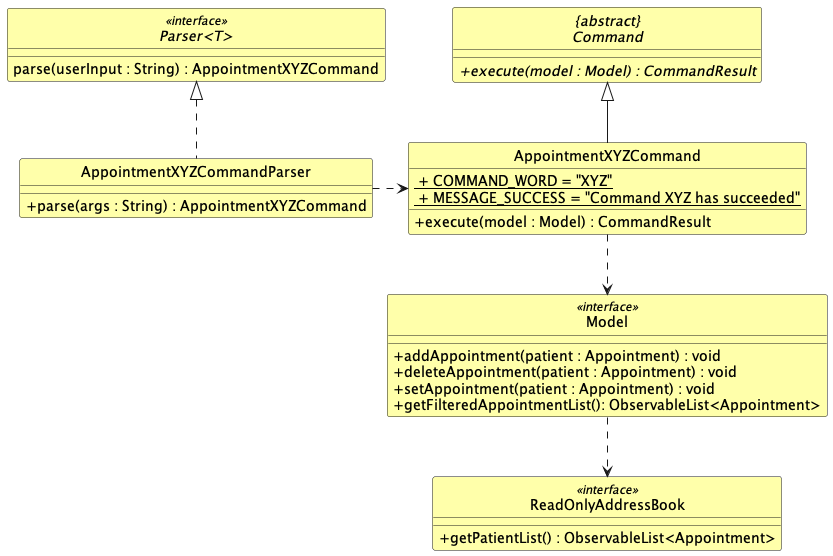 «interface»
Parser<T>
parse(userInput : String) : AppointmentXYZCommand
{abstract}
Command
+execute(model : Model) : CommandResult
AppointmentXYZCommandParser
+parse(args : String) : AppointmentXYZCommand
AppointmentXYZCommand
+ COMMAND_WORD = "XYZ"
+ MESSAGE_SUCCESS = "Command XYZ has succeeded"
+execute(model : Model) : CommandResult
«interface»
Model
+addAppointment(patient : Appointment) : void
+deleteAppointment(patient : Appointment) : void
+setAppointment(patient : Appointment) : void
+getFilteredAppointmentList(): ObservableList<Appointment>
«interface»
ReadOnlyAddressBook
+getPatientList() : ObservableList<Appointment>